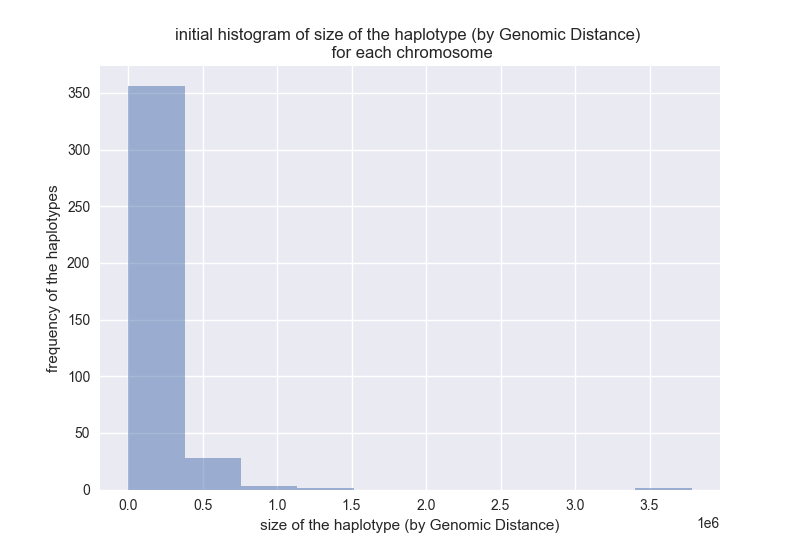 initial histogram of size of the haplotype (by Genomic Distance)
for each chromosome
frequency of the haplotypes
350
300
250
200
150
100
50
0
0.0 0.5 1.0 1.5 2.0 2.5 3.0 3.5
1e6
size of the haplotype (by Genomic Distance)